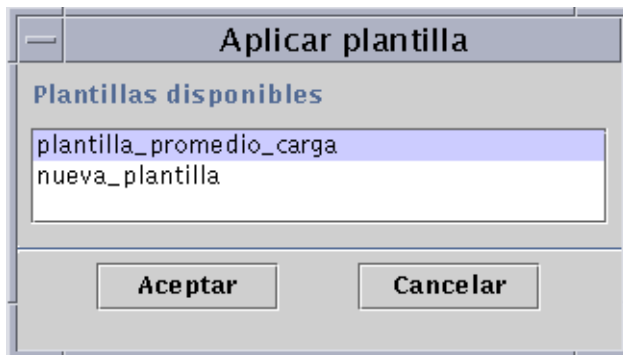 Aplicar plantilla
Plantillas disponibles
plantilla_promedio_carga
nueva_plantilla
Aceptar Cancelar